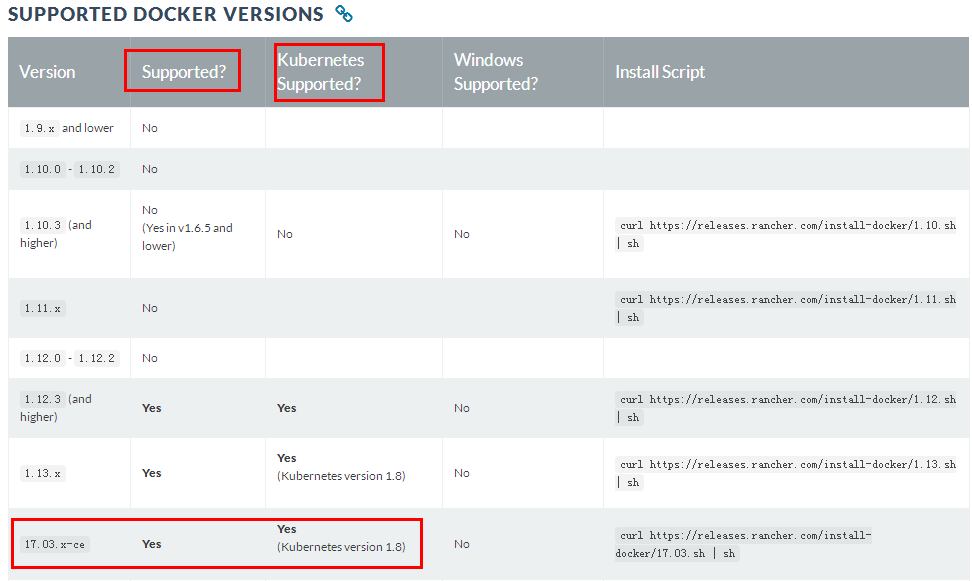 SUPPORTED DOCKER VERSIONS
Version
Supported?
Kubernetes
Supported?
Windows
Supported?
Install Script
1.9.x and lower
No
1.10.0 - 1.10.2
No
1.10.3 (and
higher)
No
(Yes in v1.6.5 and
lower)
No
No
curl https://releases.rancher.com/install-docker/1.10.sh
| sh
1.11.x
No
curl https://releases.rancher.com/install-docker/1.11.sh
| sh
1.12.0 - 1.12.2
No
1.12.3 (and
higher)
Yes
Yes
No
curl https://releases.rancher.com/install-docker/1.12.sh
| sh
1.13.x
Yes
Yes
(Kubernetes version 1.8)
No
curl https://releases.rancher.com/install-docker/1.13.sh
| sh
17.03.x-ce
Yes
Yes
(Kubernetes version 1.8)
No
curl https://releases.rancher.com/install-
docker/17.03.sh | sh